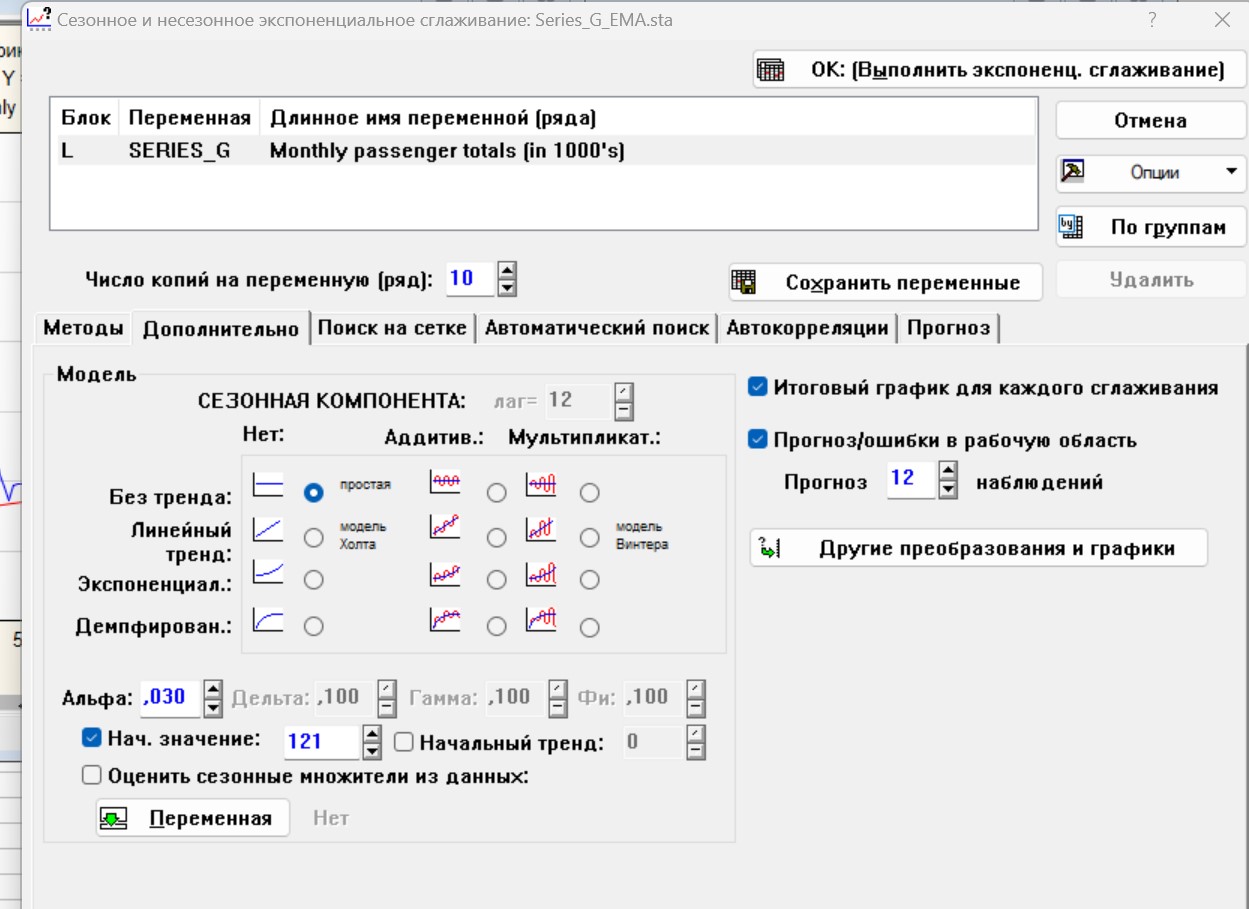 Сезонное и несезонное экспоненциальное сглаживание: Series_G_EMA.sta
?
Y
ОК: (Выполнить экспоненц. сглаживание)
Блок Переменная Длинное имя переменной (ряда)
L SERIES_G Monthly passenger totals (in 1000's)
Отмена
Опции
By По группам
Число копий на переменную (ряд): 10
Сохранить переменные
Удалить
Методы Дополнительно Поиск на сетке Автоматический поиск Автокорреляции Прогноз
Модель
СЕЗОННАЯ КОМПОНЕНТА: лаг= 12
Нет: Аддитив.: Мультипликат.:
Без тренда: простая
Линейный тренд: модель Холта модель Винтера
Экспоненциал.:
Демпфирован.:
Итоговый график для каждого сглаживания
Прогноз/ошибки в рабочую область
Прогноз 12 наблюдений
Другие преобразования и графики
Альфа: ,030 Дельта: ,100 Гамма: ,100 Фи: ,100
Нач. значение: 121 Начальный тренд: 0
Оценить сезонные множители из данных:
Переменная Нет
5